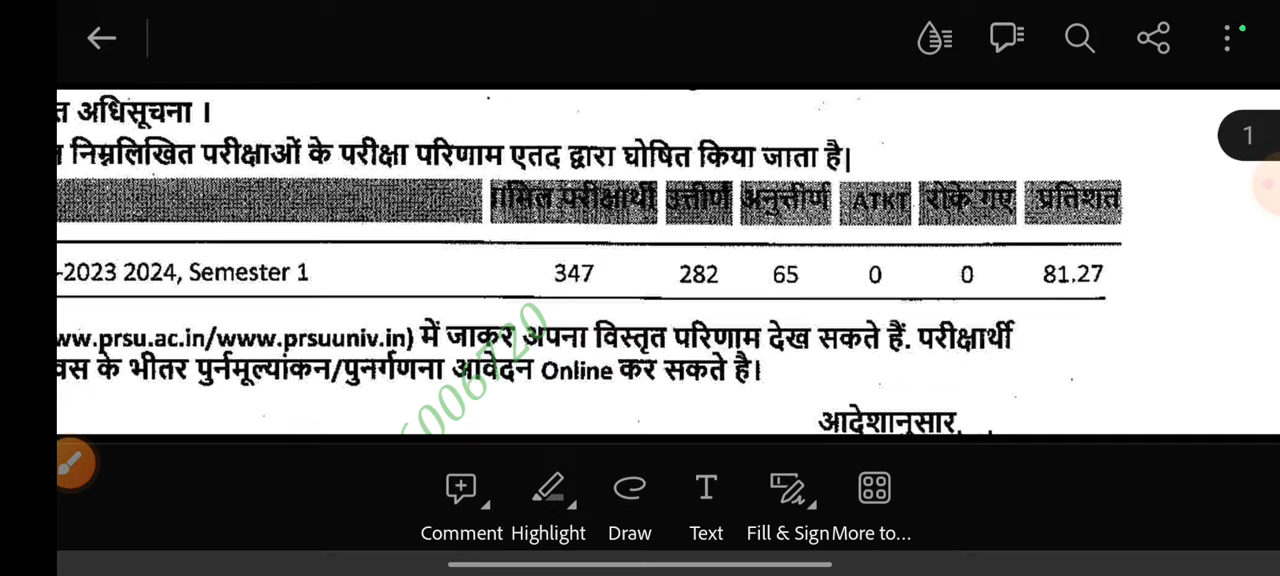 1
त अधिसूचना ।
निम्नलिखित परीक्षाओं के परीक्षा परिणाम एतद द्वारा घोषित किया जाता है|
परीक्षार्थी उत्तीर्ण अनुत्तीर्ण ATKT रोके गए प्रतिशत
-2023 2024, Semester 1 347 282 65 0 0 81.27
ww.prsu.ac.in/www.prsuuniv.in) में जाकर अपना विस्तृत परिणाम देख सकते हैं. परीक्षार्थी
वस के भीतर पुर्नमूल्यांकन/पुनर्गणना आवेदन Online कर सकते है।
6006720
आदेशानुसार,
Comment Highlight Draw Text Fill & Sign More to...